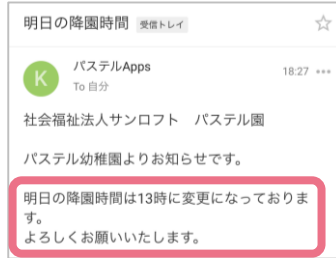 明日の降園時間 受信トレイ
K
パステルApps
18:27
To 自分
社会福祉法人サンロフト　パステル園
パステル幼稚園よりお知らせです。
明日の降園時間は13時に変更になっておりま
す。
よろしくお願いいたします。